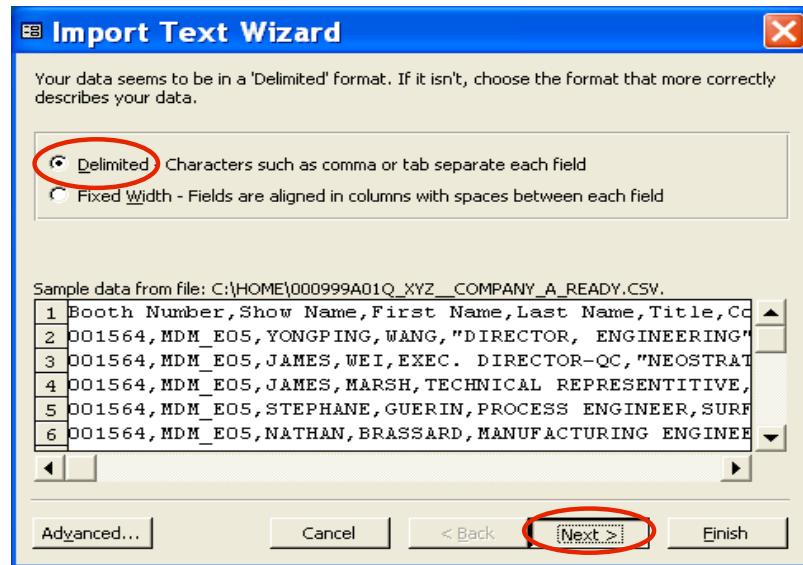 Import Text Wizard
Your data seems to be in a 'Delimited' format. If it isn't, choose the format that more correctly
describes your data.
Delimited - Characters such as comma or tab separate each field
Fixed Width - Fields are aligned in columns with spaces between each field
Sample data from file: C:\HOME\000999A01Q_XYZ__COMPANY_A_READY.CSV.
1 Booth Number,Show Name,First Name,Last Name,Title,Co
2 001564,MDM_E05,YONGPING,WANG,"DIRECTOR, ENGINEERING"
3 001564,MDM_E05,JAMES,WEI,EXEC. DIRECTOR-QC,"NEOSTRAT
4 001564,MDM_E05,JAMES,MARSH,TECHNICAL REPRESENTITIVE,
5 001564,MDM_E05,STEPHANE,GUERIN,PROCESS ENGINEER,SURF
6 001564,MDM_E05,NATHAN,BRASSARD,MANUFACTURING ENGINEE
Advanced... Cancel < Back Next > Finish